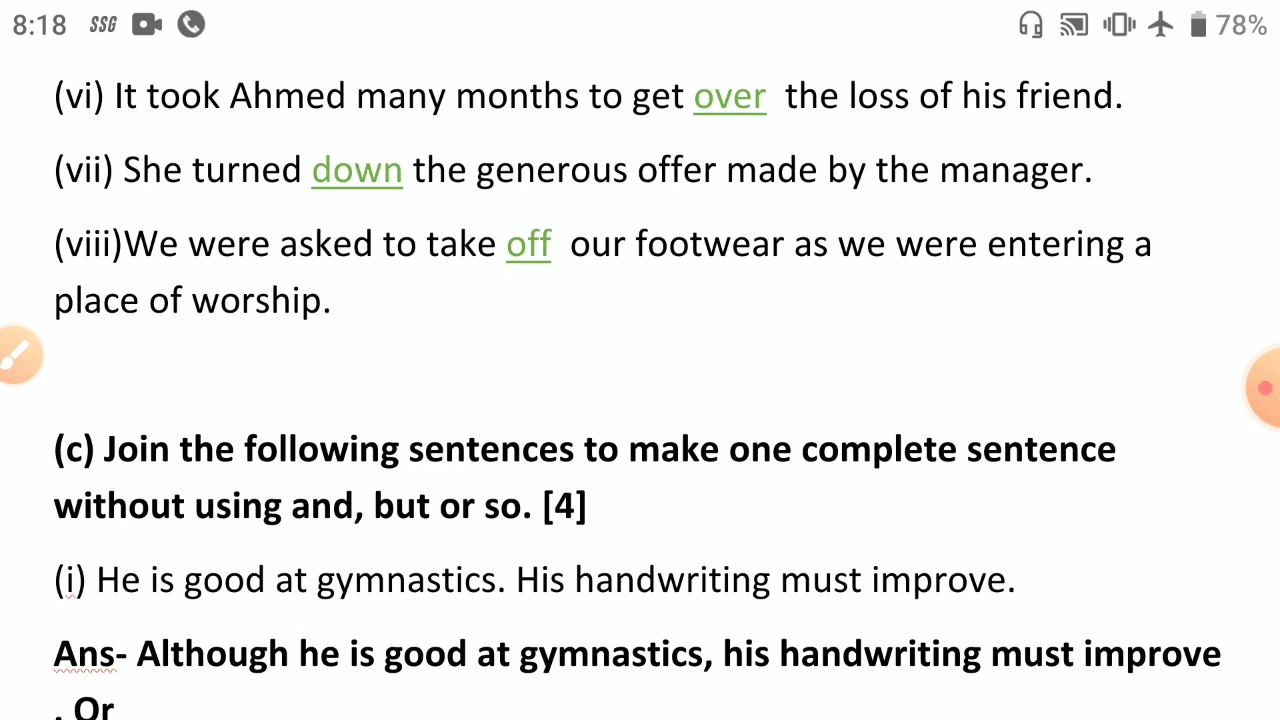 8:18 SSG 78%
(vi) It took Ahmed many months to get over the loss of his friend.
(vii) She turned down the generous offer made by the manager.
(viii)We were asked to take off our footwear as we were entering a
place of worship.
(c) Join the following sentences to make one complete sentence
without using and, but or so. [4]
(i) He is good at gymnastics. His handwriting must improve.
Ans- Although he is good at gymnastics, his handwriting must improve
. Or